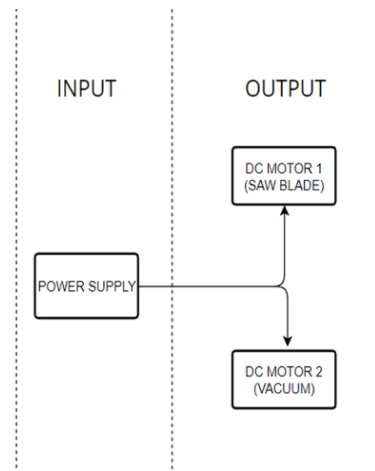 INPUT
OUTPUT
DC MOTOR 1
(SAW BLADE)
POWER SUPPLY
DC MOTOR 2
(VACUUM)